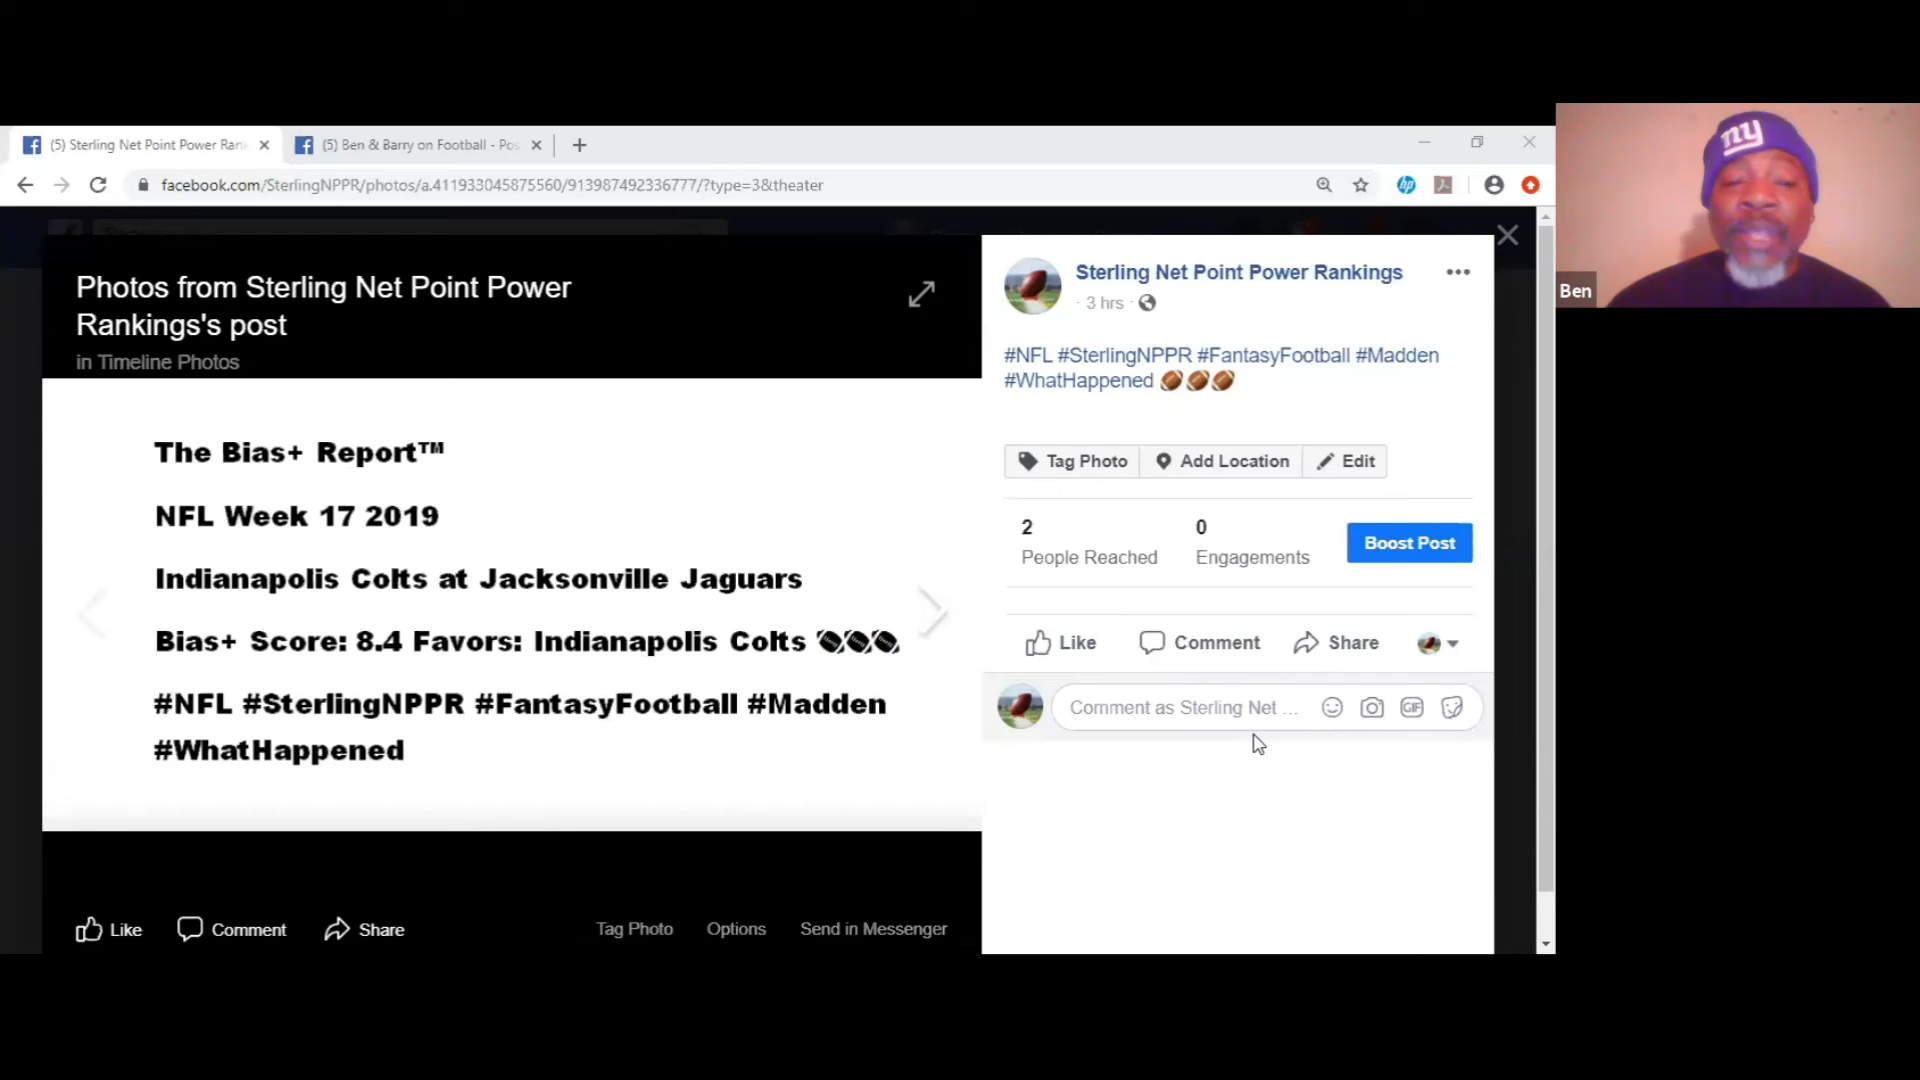 (5) Sterling Net Point Power Rank
(5) Ben & Barry on Football - Pos
facebook.com/SterlingNPPR/photos/a.411933045875560/913987492336777/?type=3&theater
Photos from Sterling Net Point Power
Rankings's post
in Timeline Photos
The Bias+ Report™
NFL Week 17 2019
Indianapolis Colts at Jacksonville Jaguars
Bias+ Score: 8.4 Favors: Indianapolis Colts 🏈🏈🏈
#NFL #SterlingNPPR #FantasyFootball #Madden
#WhatHappened
Like Comment Share Tag Photo Options Send in Messenger
Sterling Net Point Power Rankings
· 3 hrs ·
#NFL #SterlingNPPR #FantasyFootball #Madden
#WhatHappened 🏈🏈🏈
Tag Photo Add Location Edit
2 0
People Reached Engagements
Boost Post
Like Comment Share
Comment as Sterling Net ... GIF
ny
Ben